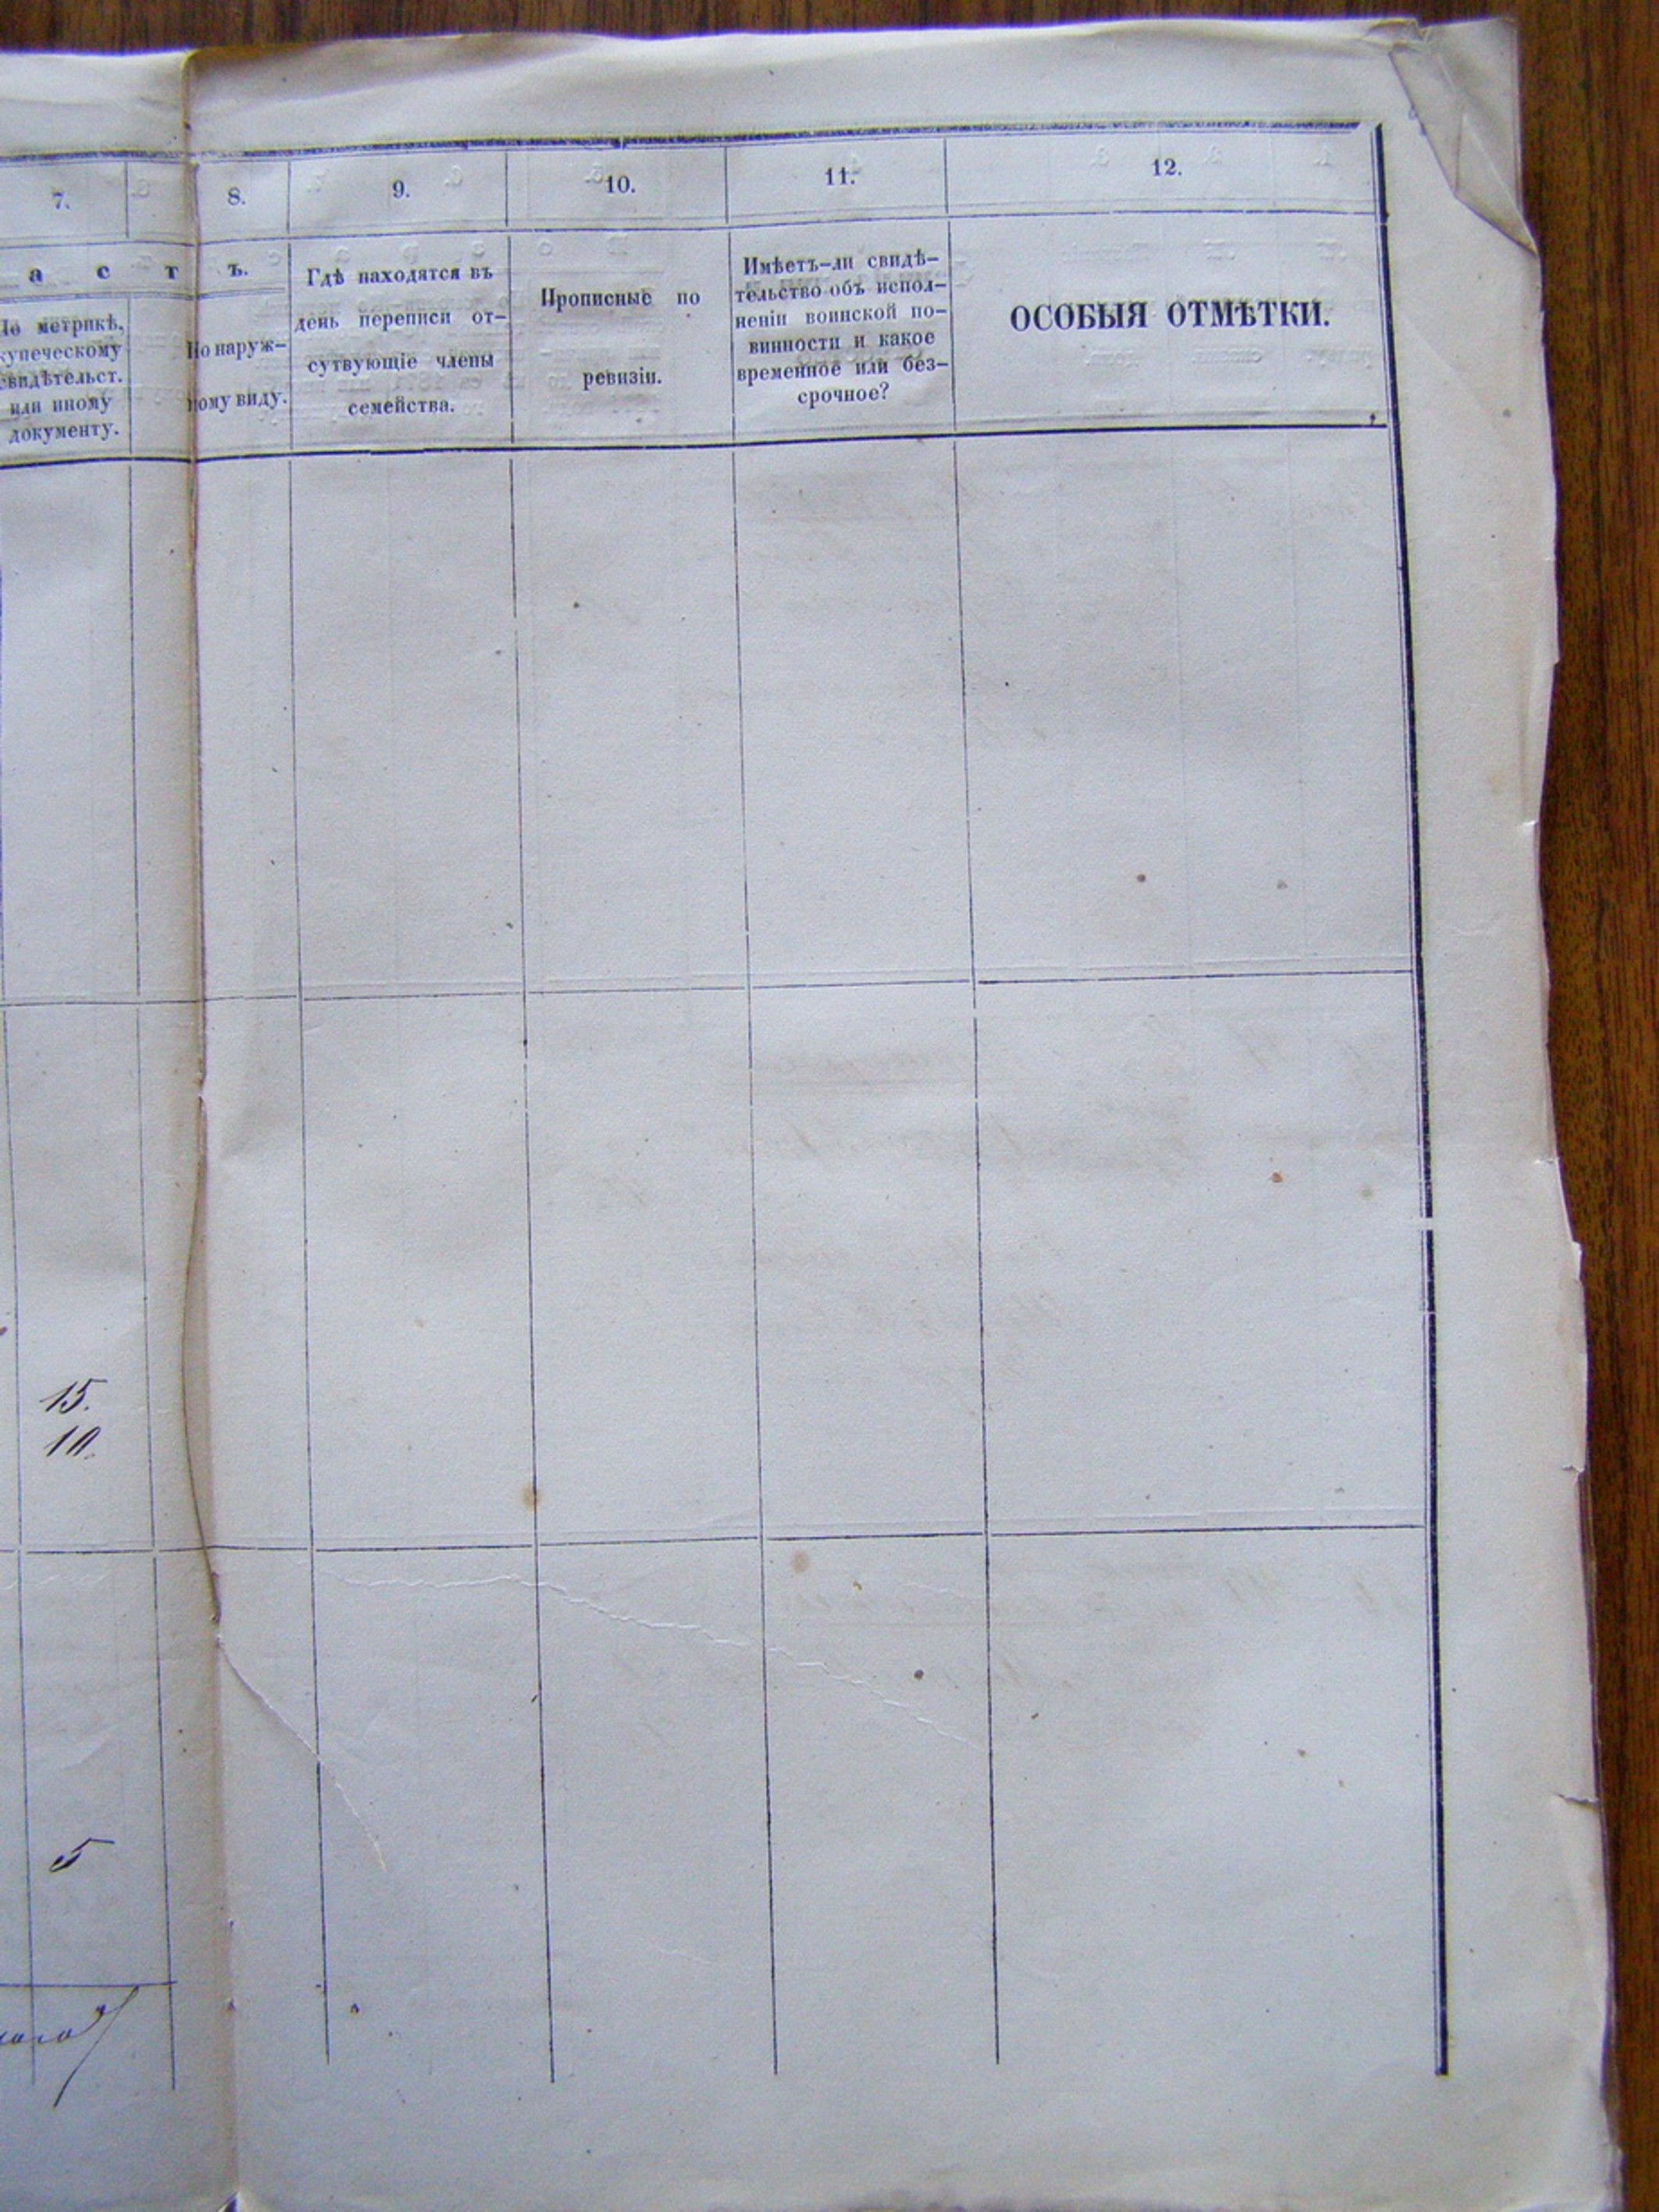 7.
8.
9.
10.
11.
12.
а с т ъ.
По метрикѣ,
купеческому
свидѣтельст.
или иному
документу.
По наруж-
ному виду.
Гдѣ находятся въ
день переписи от-
сутвующіе члены
семейства.
Прописные по
ревизіи.
Имѣетъ-ли свидѣ-
тельство объ испол-
неніи воинской по-
винности и какое
временное или без-
срочное?
ОСОБЫЯ ОТМѢТКИ.
15.
10.
5